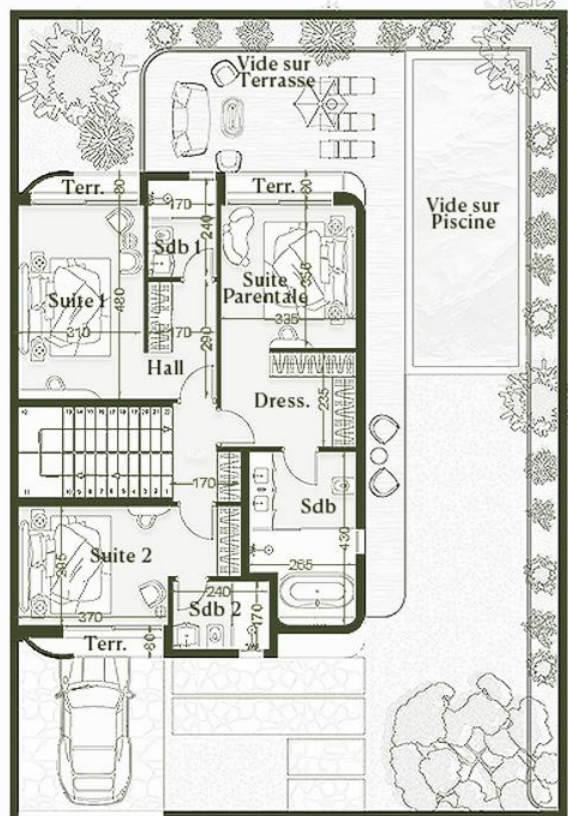 Vide sur
Terrasse
Terr.
80
170
Terr.
80
240
Sdb 1
Vide sur
Piscine
Suite 1
480
310
Suite
Parentale
335
170
290
Hall
Dress.
235
170
Sdb
430
265
Suite 2
295
370
240
Sdb 2
170
Terr.
80